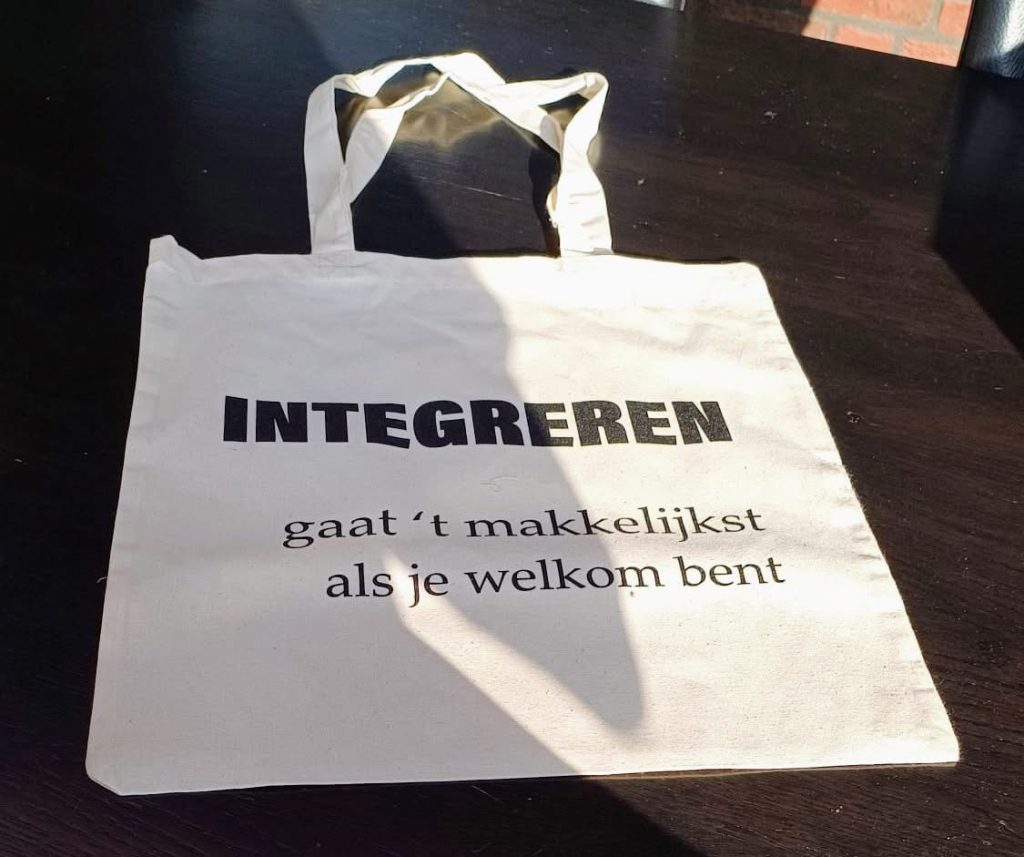 INTEGREREN
gaat ‘t makkelijkst
als je welkom bent